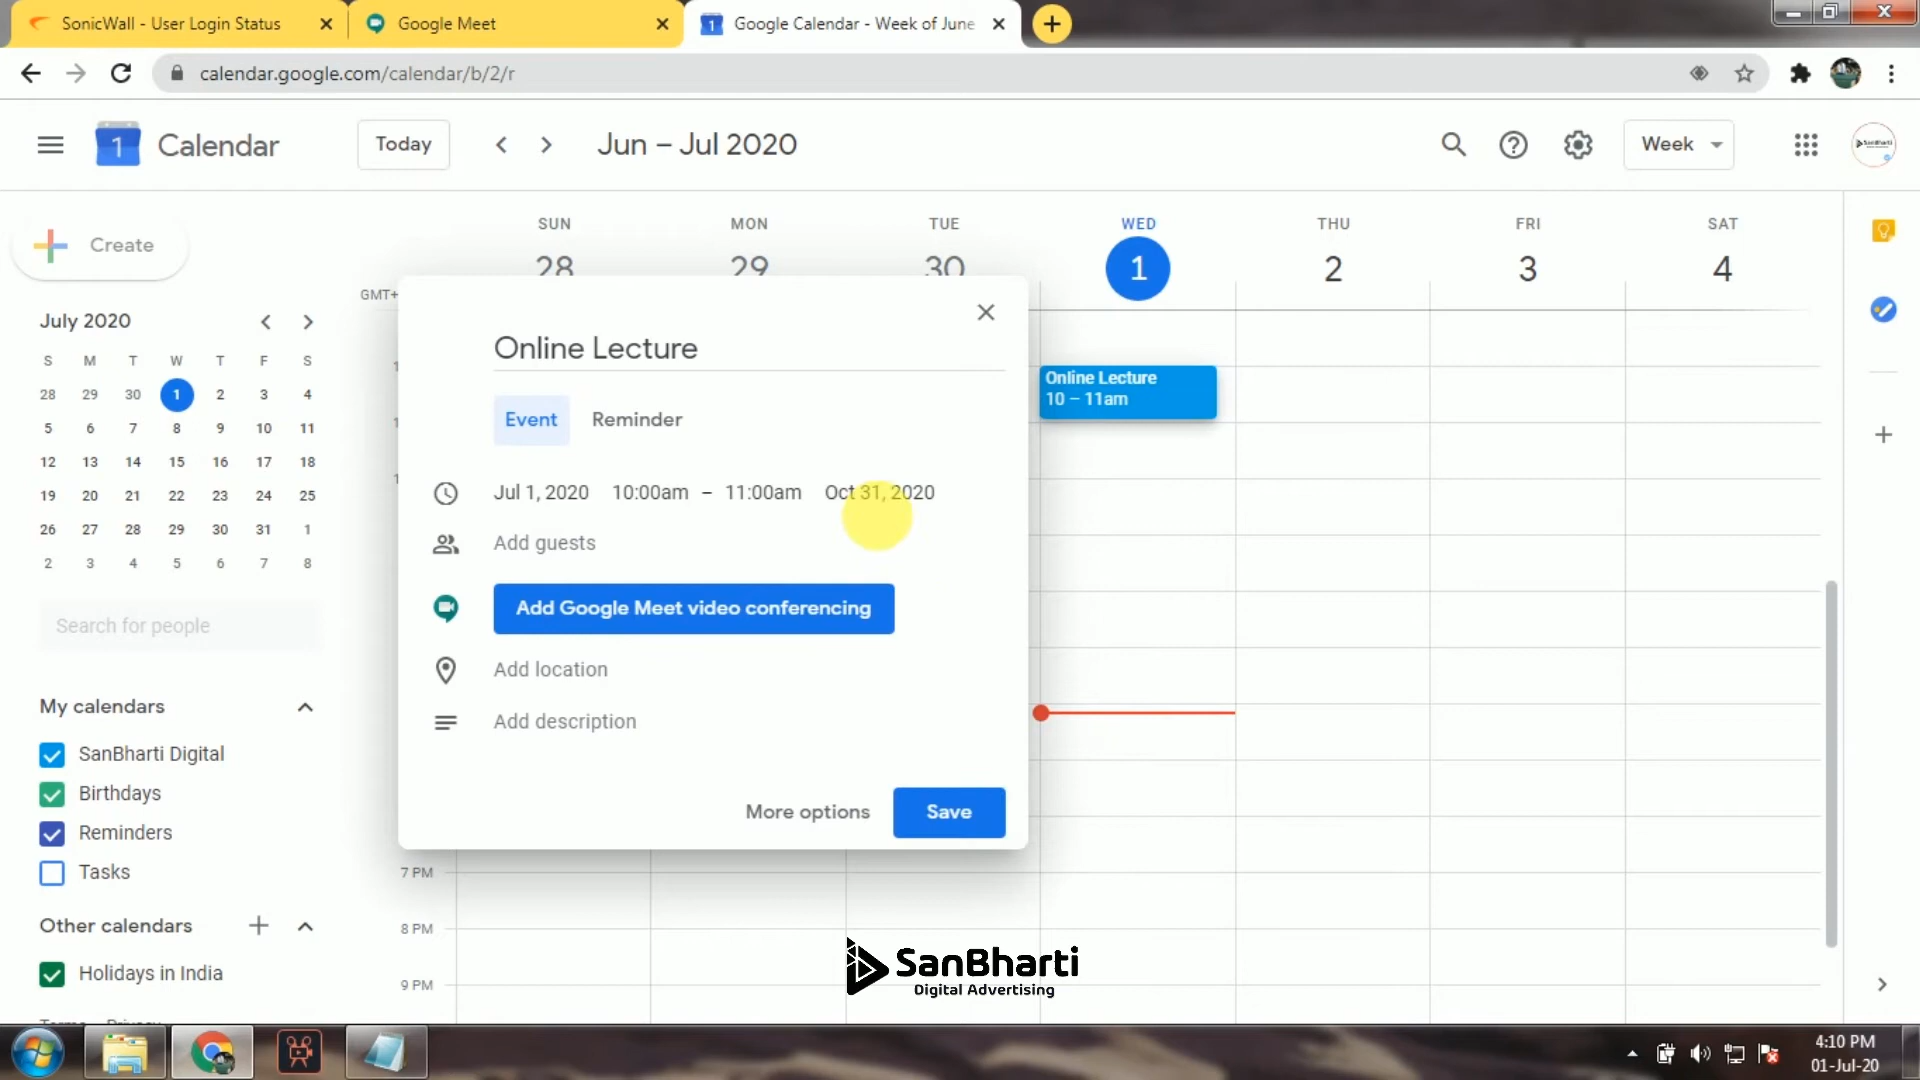 SonicWall - User Login Status
Google Meet
Google Calendar - Week of June
calendar.google.com/calendar/b/2/r
1
Calendar
Today
Jun – Jul 2020
Week
SanBharti
Create
SUN
MON
TUE
WED
THU
FRI
SAT
28
29
30
1
2
3
4
GMT+
July 2020
S M T W T F S
28 29 30 1 2 3 4
5 6 7 8 9 10 11
12 13 14 15 16 17 18
19 20 21 22 23 24 25
26 27 28 29 30 31 1
2 3 4 5 6 7 8
Search for people
My calendars
SanBharti Digital
Birthdays
Reminders
Tasks
Other calendars
Holidays in India
Online Lecture
Event
Reminder
Jul 1, 2020 10:00am – 11:00am Oct 31, 2020
Add guests
Add Google Meet video conferencing
Add location
Add description
More options
Save
Online Lecture
10 – 11am
7 PM
8 PM
9 PM
SanBharti
Digital Advertising
4:10 PM
01-Jul-20